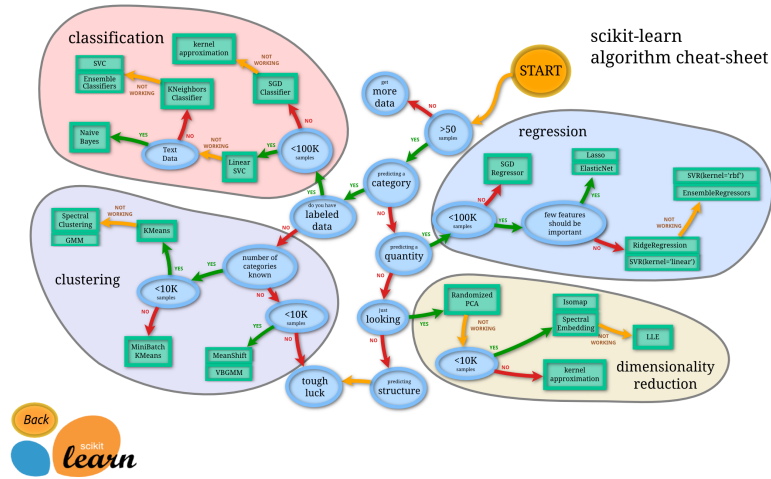 scikit-learn
algorithm cheat-sheet
START
get
more
data
NO
>50
samples
YES
predicting a
category
YES
NO
do you have
labeled
data
YES
NO
predicting a
quantity
YES
NO
just
looking
YES
NO
predicting
structure
tough
luck
classification
kernel
approximation
NOT
WORKING
SGD
Classifier
NO
<100K
samples
YES
Linear
SVC
NOT
WORKING
Text
Data
YES
NO
Naive
Bayes
KNeighbors
Classifier
NOT
WORKING
SVC
Ensemble
Classifiers
clustering
number of
categories
known
YES
NO
<10K
samples
YES
NO
KMeans
NOT
WORKING
Spectral
Clustering
GMM
MiniBatch
KMeans
<10K
samples
YES
NO
MeanShift
VBGMM
regression
<100K
samples
NO
YES
SGD
Regressor
few features
should be
important
YES
NO
Lasso
ElasticNet
RidgeRegression
SVR(kernel='linear')
NOT
WORKING
SVR(kernel='rbf')
EnsembleRegressors
dimensionality
reduction
Randomized
PCA
NOT
WORKING
<10K
samples
YES
NO
Isomap
Spectral
Embedding
NOT
WORKING
LLE
kernel
approximation
Back
scikit
learn